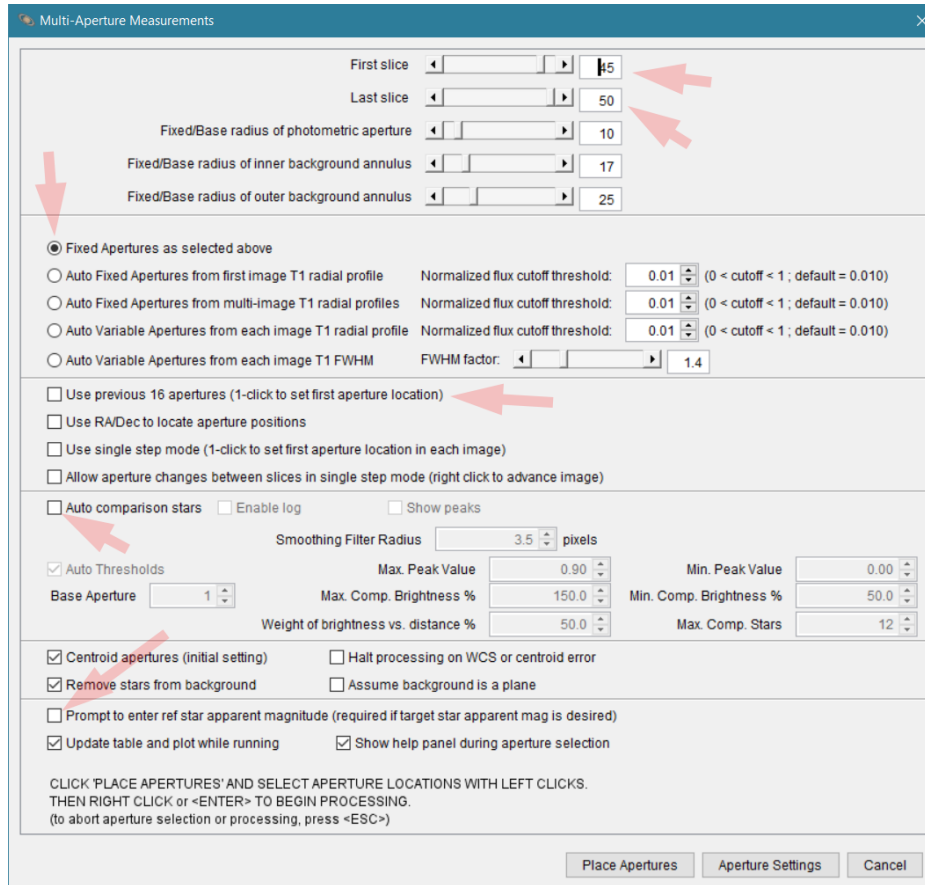 Multi-Aperture Measurements
First slice 45
Last slice 50
Fixed/Base radius of photometric aperture 10
Fixed/Base radius of inner background annulus 17
Fixed/Base radius of outer background annulus 25
Fixed Apertures as selected above
Auto Fixed Apertures from first image T1 radial profile Normalized flux cutoff threshold: 0.01 (0 < cutoff < 1 ; default = 0.010)
Auto Fixed Apertures from multi-image T1 radial profiles Normalized flux cutoff threshold: 0.01 (0 < cutoff < 1 ; default = 0.010)
Auto Variable Apertures from each image T1 radial profile Normalized flux cutoff threshold: 0.01 (0 < cutoff < 1 ; default = 0.010)
Auto Variable Apertures from each image T1 FWHM FWHM factor: 1.4
Use previous 16 apertures (1-click to set first aperture location)
Use RA/Dec to locate aperture positions
Use single step mode (1-click to set first aperture location in each image)
Allow aperture changes between slices in single step mode (right click to advance image)
Auto comparison stars Enable log Show peaks
Smoothing Filter Radius 3.5 pixels
Auto Thresholds Max. Peak Value 0.90 Min. Peak Value 0.00
Base Aperture 1 Max. Comp. Brightness % 150.0 Min. Comp. Brightness % 50.0
Weight of brightness vs. distance % 50.0 Max. Comp. Stars 12
Centroid apertures (initial setting) Halt processing on WCS or centroid error
Remove stars from background Assume background is a plane
Prompt to enter ref star apparent magnitude (required if target star apparent mag is desired)
Update table and plot while running Show help panel during aperture selection
CLICK 'PLACE APERTURES' AND SELECT APERTURE LOCATIONS WITH LEFT CLICKS.
THEN RIGHT CLICK or <ENTER> TO BEGIN PROCESSING.
(to abort aperture selection or processing, press <ESC>)
Place Apertures Aperture Settings Cancel